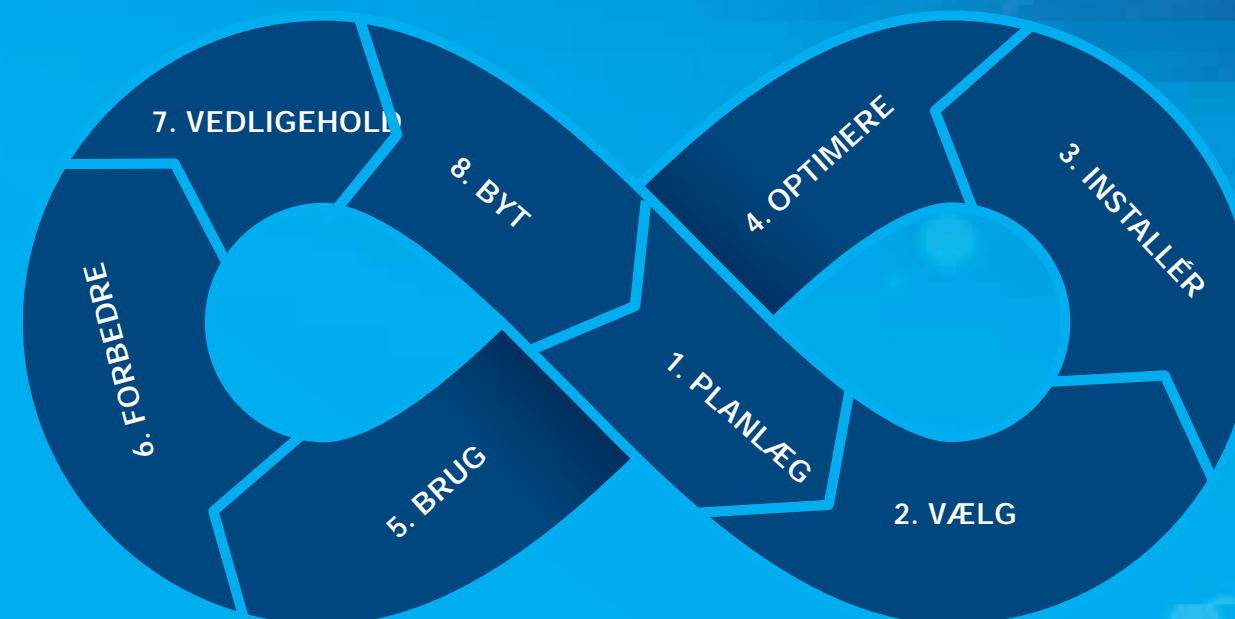 1. PLANLÆG
2. VÆLG
3. INSTALLÉR
4. OPTIMERE
5. BRUG
6. FORBEDRE
7. VEDLIGEHOLD
8. BYT